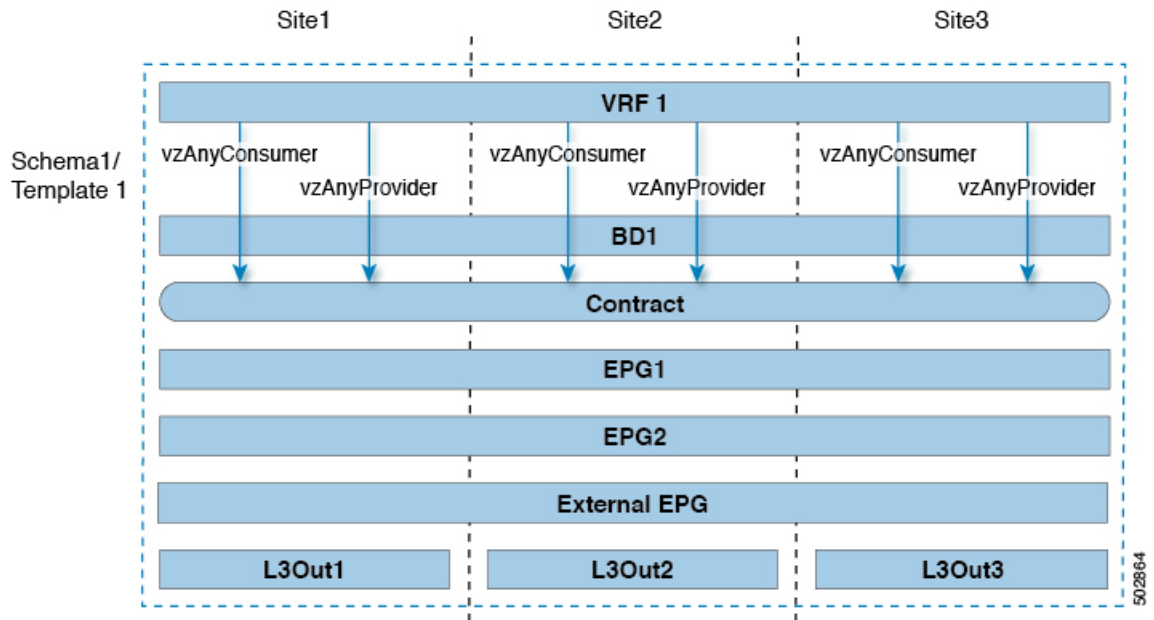 Site1 Site2 Site3
VRF 1
Schema1/
Template 1
vzAnyConsumer vzAnyConsumer vzAnyConsumer
vzAnyProvider vzAnyProvider vzAnyProvider
BD1
Contract
EPG1
EPG2
External EPG
L3Out1 L3Out2 L3Out3
502864